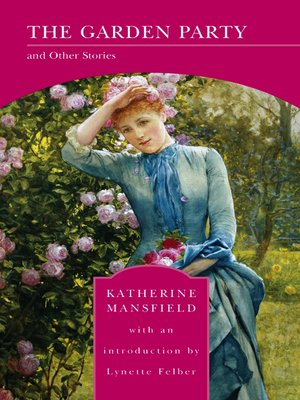 THE GARDEN PARTY
and Other Stories
KATHERINE
MANSFIELD
with an
introduction by
Lynette Felber